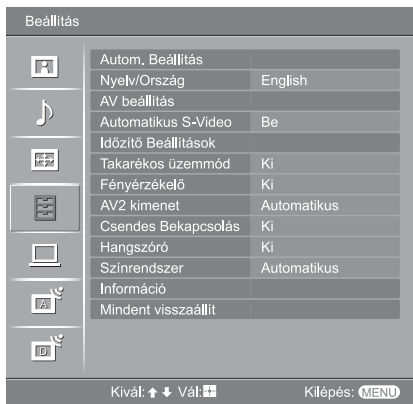 Beállítás
Autom. Beállítás
Nyelv/Ország English
AV beállítás
Automatikus S-Video Be
Időzítő Beállítások
Takarékos üzemmód Ki
Fényérzékelő Ki
AV2 kimenet Automatikus
Csendes Bekapcsolás Ki
Hangszóró Ki
Színrendszer Automatikus
Információ
Mindent visszaállít
A
D
Kivál: Vál: Kilépés: MENU